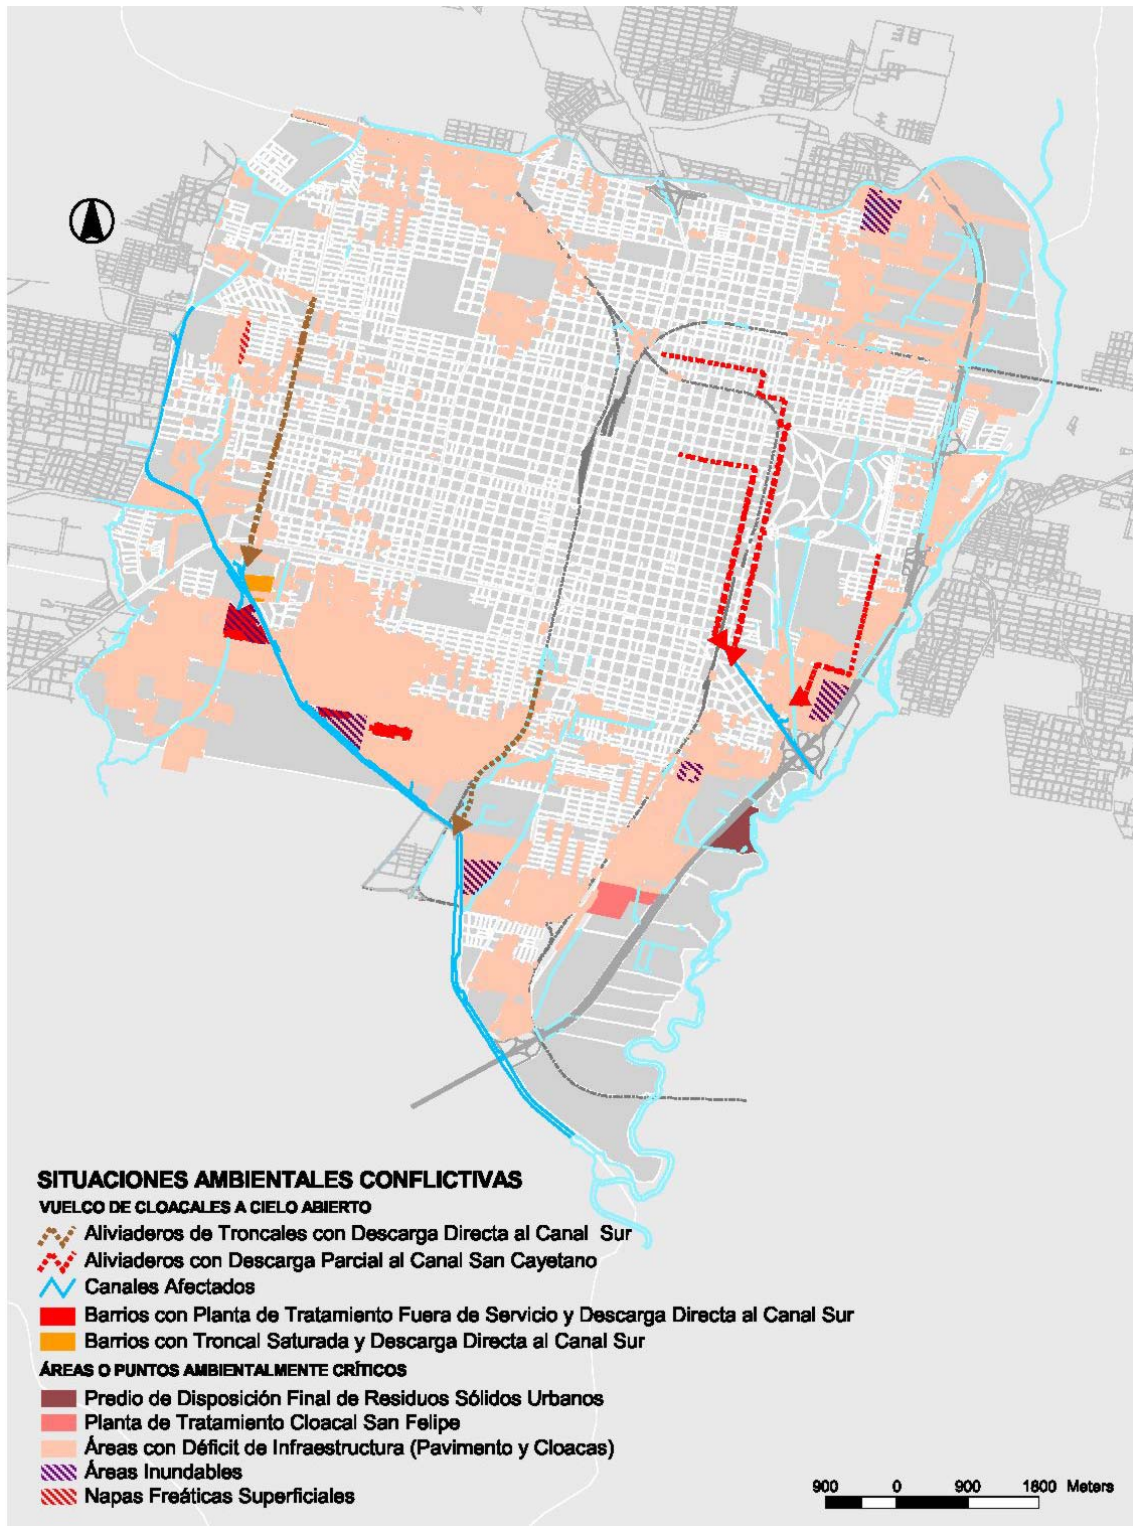 SITUACIONES AMBIENTALES CONFLICTIVAS
VUELCO DE CLOACALES A CIELO ABIERTO
Aliviaderos de Troncales con Descarga Directa al Canal Sur
Aliviaderos con Descarga Parcial al Canal San Cayetano
Canales Afectados
Barrios con Planta de Tratamiento Fuera de Servicio y Descarga Directa al Canal Sur
Barrios con Troncal Saturada y Descarga Directa al Canal Sur
ÁREAS O PUNTOS AMBIENTALMENTE CRÍTICOS
Predio de Disposición Final de Residuos Sólidos Urbanos
Planta de Tratamiento Cloacal San Felipe
Áreas con Déficit de Infraestructura (Pavimento y Cloacas)
Áreas Inundables
Napas Freáticas Superficiales
900 0 900 1800 Meters